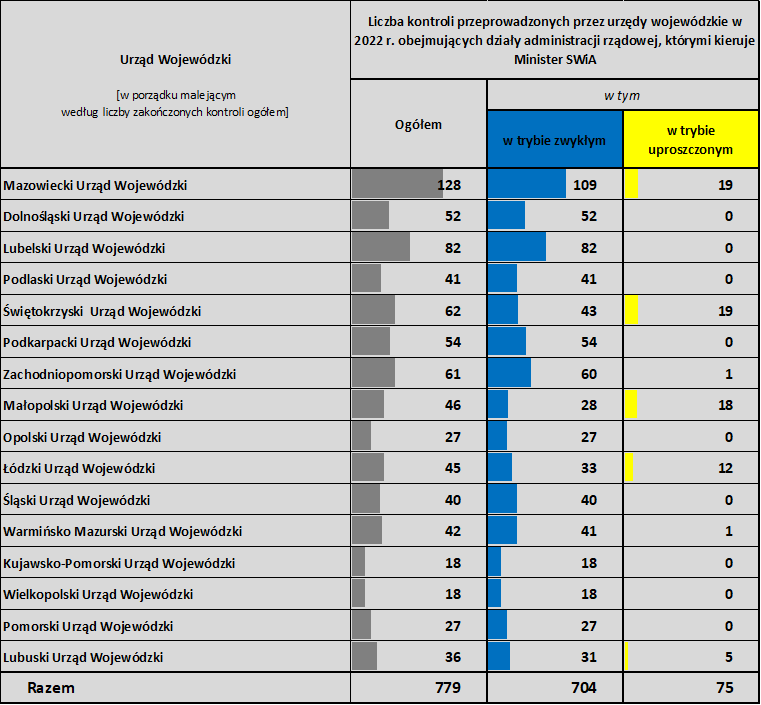 Urząd Wojewódzki
[w porządku malejącym
według liczby zakończonych kontroli ogółem]
Liczba kontroli przeprowadzonych przez urzędy wojewódzkie w
2022 r. obejmujących działy administracji rządowej, którymi kieruje
Minister SWiA
Ogółem
w tym
w trybie zwykłym
w trybie
uproszczonym
Mazowiecki Urząd Wojewódzki 128 109 19
Dolnośląski Urząd Wojewódzki 52 52 0
Lubelski Urząd Wojewódzki 82 82 0
Podlaski Urząd Wojewódzki 41 41 0
Świętokrzyski  Urząd Wojewódzki 62 43 19
Podkarpacki Urząd Wojewódzki 54 54 0
Zachodniopomorski Urząd Wojewódzki 61 60 1
Małopolski Urząd Wojewódzki 46 28 18
Opolski Urząd Wojewódzki 27 27 0
Łódzki Urząd Wojewódzki 45 33 12
Śląski Urząd Wojewódzki 40 40 0
Warmińsko Mazurski Urząd Wojewódzki 42 41 1
Kujawsko-Pomorski Urząd Wojewódzki 18 18 0
Wielkopolski Urząd Wojewódzki 18 18 0
Pomorski Urząd Wojewódzki 27 27 0
Lubuski Urząd Wojewódzki 36 31 5
Razem 779 704 75